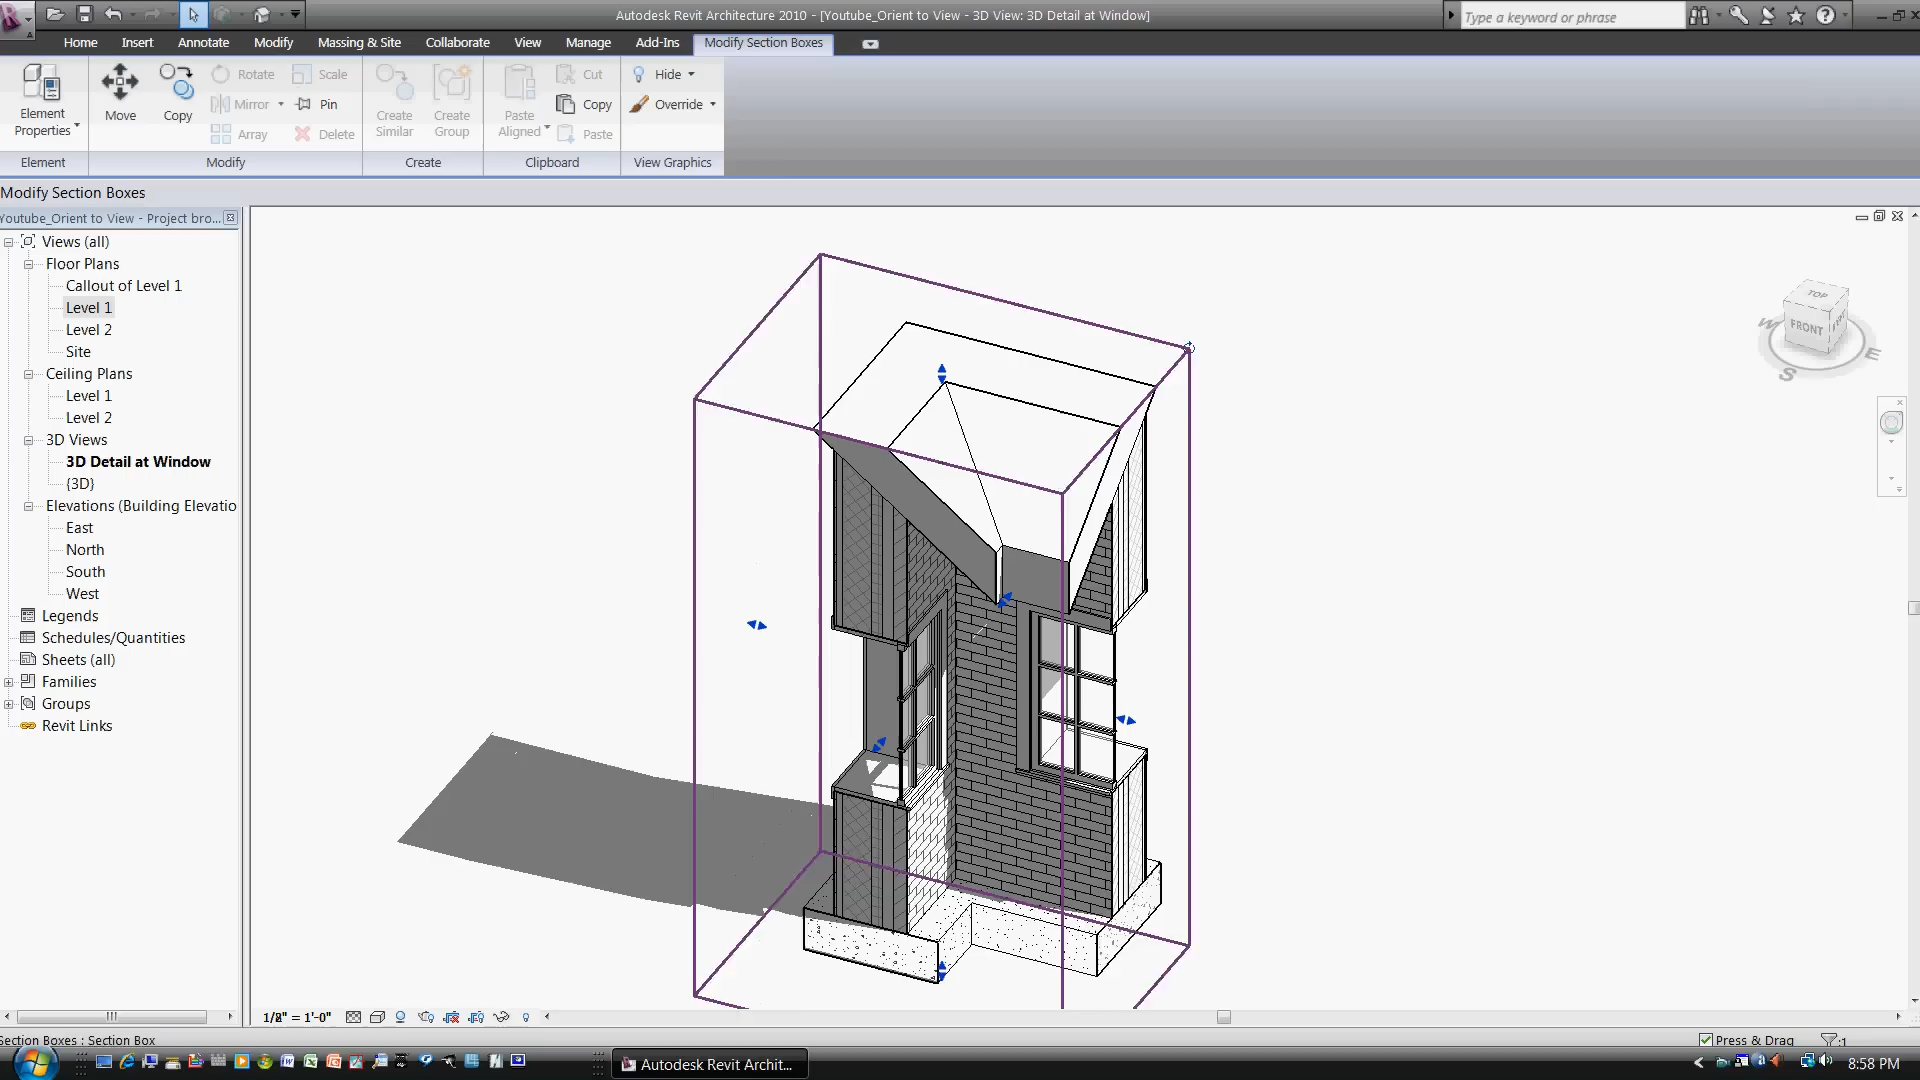 Autodesk Revit Architecture 2010 - [Youtube_Orient to View - 3D View: 3D Detail at Window]
Type a keyword or phrase
Home Insert Annotate Modify Massing & Site Collaborate View Manage Add-Ins Modify Section Boxes
Element Properties
Move
Copy
Rotate
Mirror
Array
Scale
Pin
Delete
Create Similar
Create Group
Paste Aligned
Cut
Copy
Paste
Hide
Override
Element Modify Create Clipboard View Graphics
Modify Section Boxes
Youtube_Orient to View - Project bro...
Views (all)
Floor Plans
Callout of Level 1
Level 1
Level 2
Site
Ceiling Plans
Level 1
Level 2
3D Views
3D Detail at Window
{3D}
Elevations (Building Elevatio
East
North
South
West
Legends
Schedules/Quantities
Sheets (all)
Families
Groups
Revit Links
TOP
FRONT
W
S
E
= 1'-0"
Section Boxes : Section Box
Press & Drag
:1
Autodesk Revit Archit...
8:58 PM